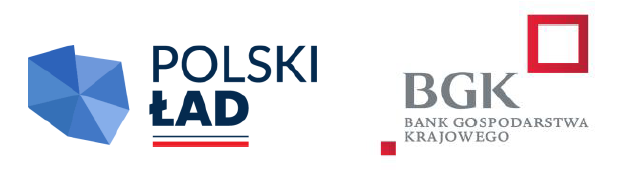 POLSKI
ŁAD
BGK
BANK GOSPODARSTWA
KRAJOWEGO